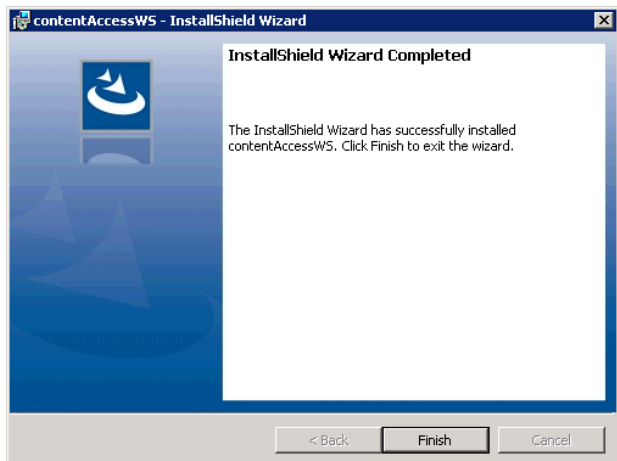 contentAccessWS - InstallShield Wizard
InstallShield Wizard Completed
The InstallShield Wizard has successfully installed
contentAccessWS. Click Finish to exit the wizard.
< Back Finish Cancel